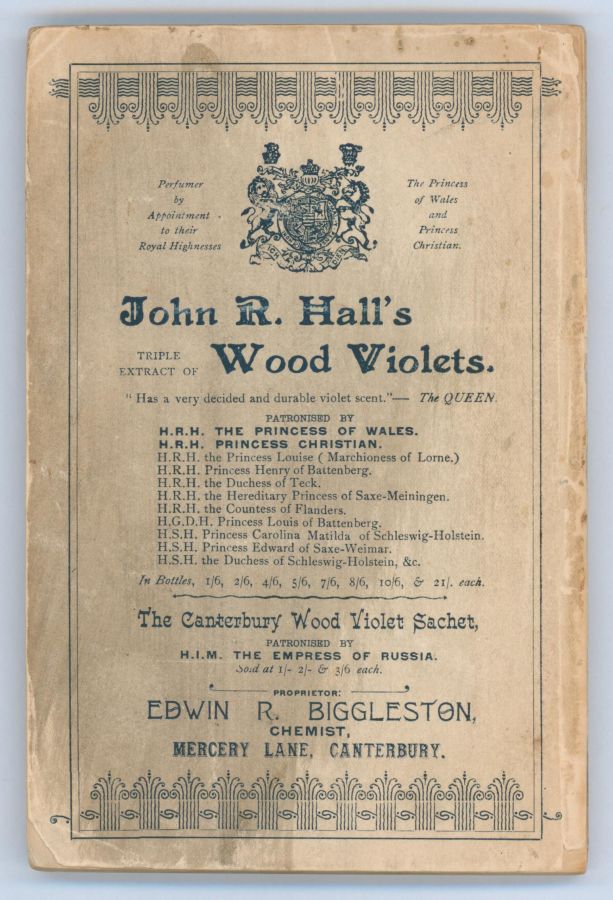 Perfumer
by
Appointment
to their
Royal Highnesses
The Princess
of Wales
and
Princess
Christian.
ICH DIEN
John R. Hall's
TRIPLE
EXTRACT OF
Wood Violets.
"Has a very decided and durable violet scent."— The QUEEN.
PATRONISED BY
H.R.H. THE PRINCESS OF WALES.
H.R.H. PRINCESS CHRISTIAN.
H.R.H. the Princess Louise ( Marchioness of Lorne.)
H.R.H. Princess Henry of Battenberg.
H.R.H. the Duchess of Teck.
H.R.H. the Hereditary Princess of Saxe-Meiningen.
H.R.H. the Countess of Flanders.
H.G.D.H. Princess Louis of Battenberg.
H.S.H. Princess Carolina Matilda of Schleswig-Holstein.
H.S.H. Princess Edward of Saxe-Weimar.
H.S.H. the Duchess of Schleswig-Holstein, &c.
In Bottles, 1/6, 2/6, 4/6, 5/6, 7/6, 8/6, 10/6, & 21/. each.
The Canterbury Wood Violet Sachet,
PATRONISED BY
H.I.M. THE EMPRESS OF RUSSIA.
Sold at 1/- 2/- & 3/6 each.
PROPRIETOR:
EDWIN R. BIGGLESTON,
CHEMIST,
MERCERY LANE, CANTERBURY.